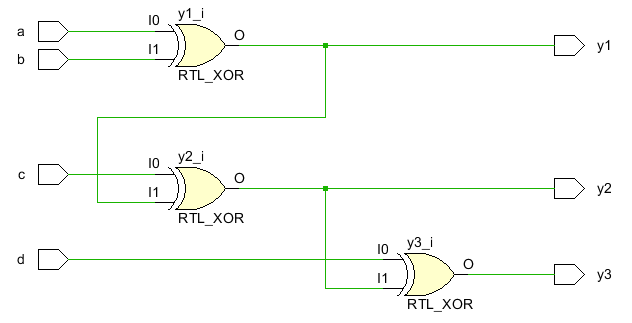 y1_i
a I0 O y1
b I1
RTL_XOR
y2_i
c I0 O y2
I1
RTL_XOR
y3_i
d I0 O y3
I1
RTL_XOR